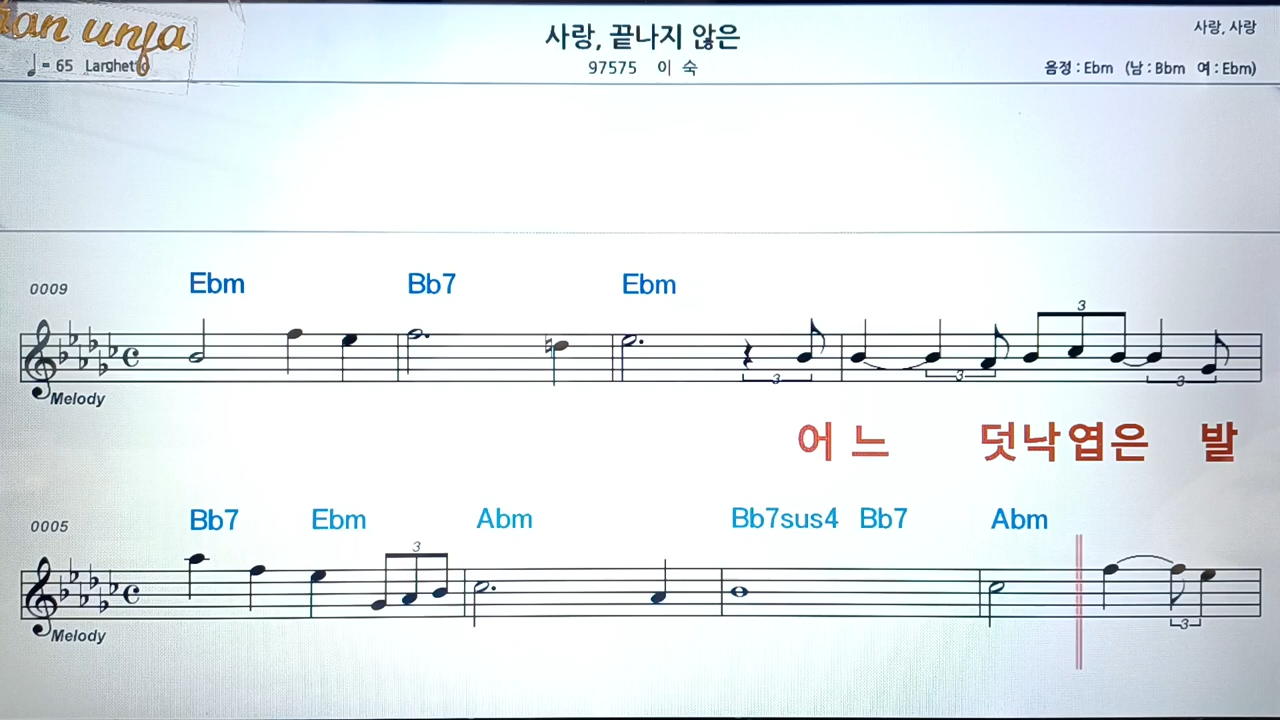 an unfa
사랑, 끝나지 않은
사랑, 사랑
♩= 65 Larghetto
97575 이 숙
음정 : Ebm (남 : Bbm 여 : Ebm)
0009
Ebm Bb7 Ebm
3
3 3 3
Melody
어 느 덧낙엽은 발
0005
Bb7 Ebm Abm Bb7sus4 Bb7 Abm
3
3
Melody